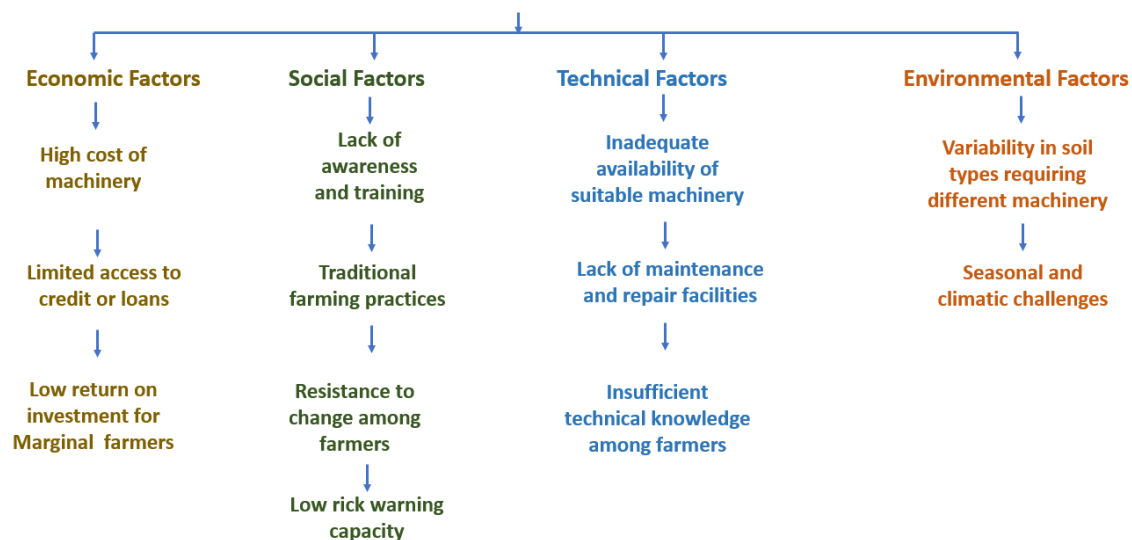 Economic Factors
High cost of
machinery
Limited access to
credit or loans
Low return on
investment for
Marginal farmers
Social Factors
Lack of
awareness
and training
Traditional
farming practices
Resistance to
change among
farmers
Low rick warning
capacity
Technical Factors
Inadequate
availability of
suitable machinery
Lack of maintenance
and repair facilities
Insufficient
technical knowledge
among farmers
Environmental Factors
Variability in soil
types requiring
different machinery
Seasonal and
climatic challenges